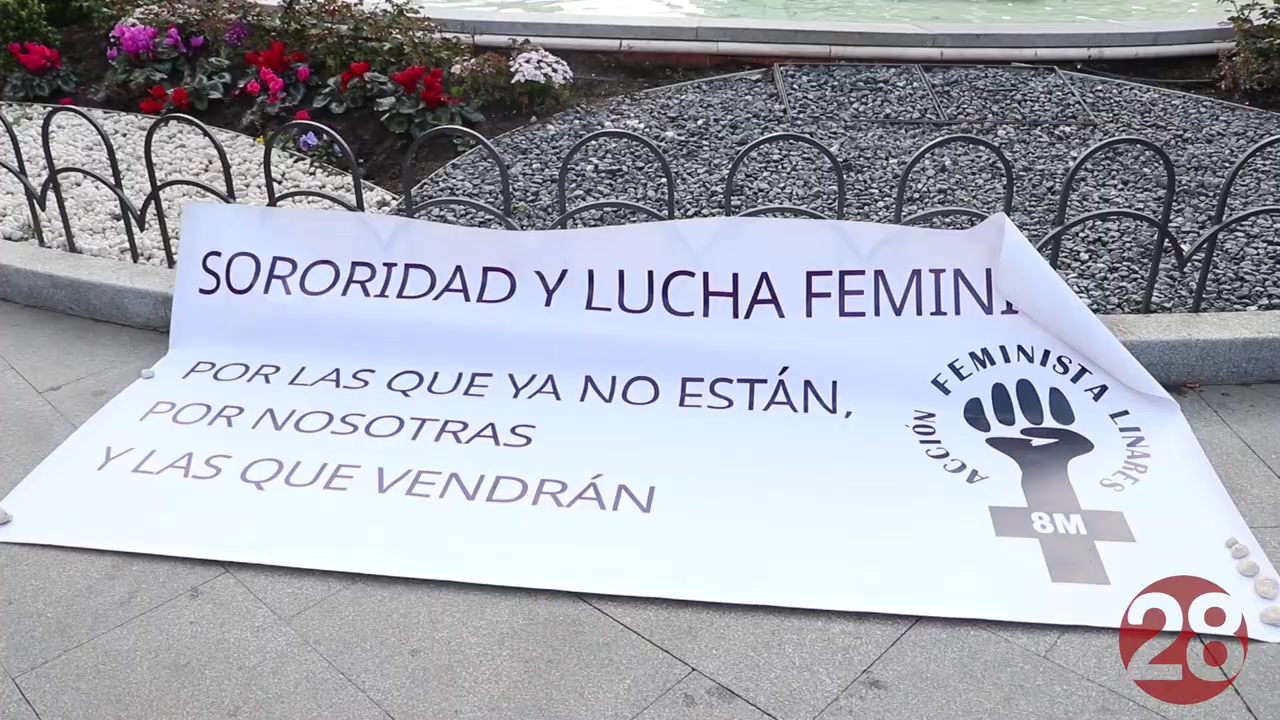 SORORIDAD Y LUCHA FEMINI
POR LAS QUE YA NO ESTÁN,
POR NOSOTRAS
Y LAS QUE VENDRÁN
ACCIÓN FEMINISTA LINARES
8M
28